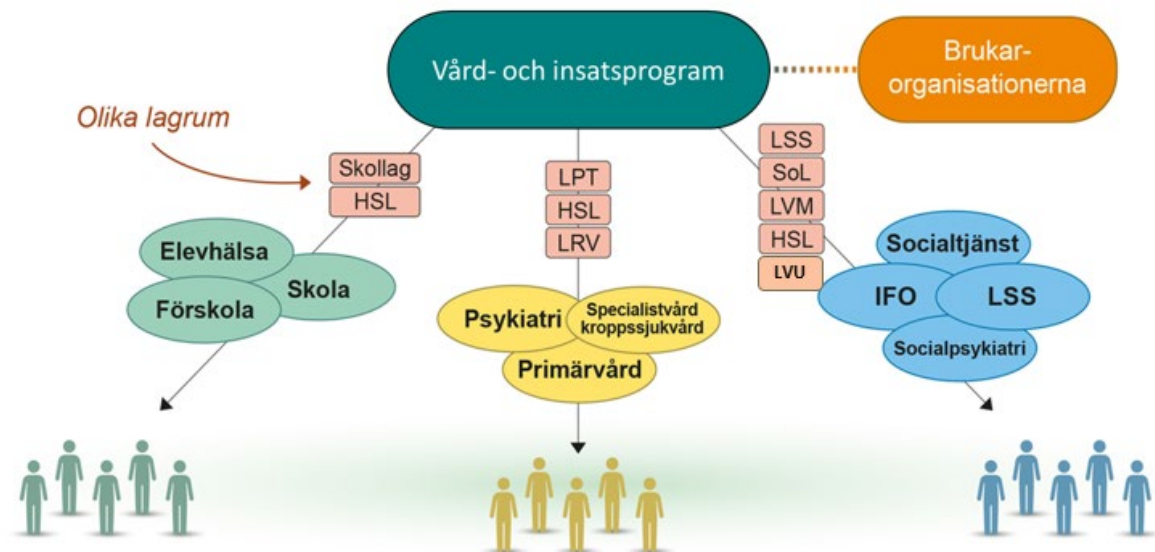 Vård- och insatsprogram
Brukar-
organisationerna
Olika lagrum
Skollag
HSL
LPT
HSL
LRV
LSS
SoL
LVM
HSL
LVU
Elevhälsa
Förskola
Skola
Psykiatri
Specialistvård
kroppssjukvård
Primärvård
Socialtjänst
IFO
LSS
Socialpsykiatri